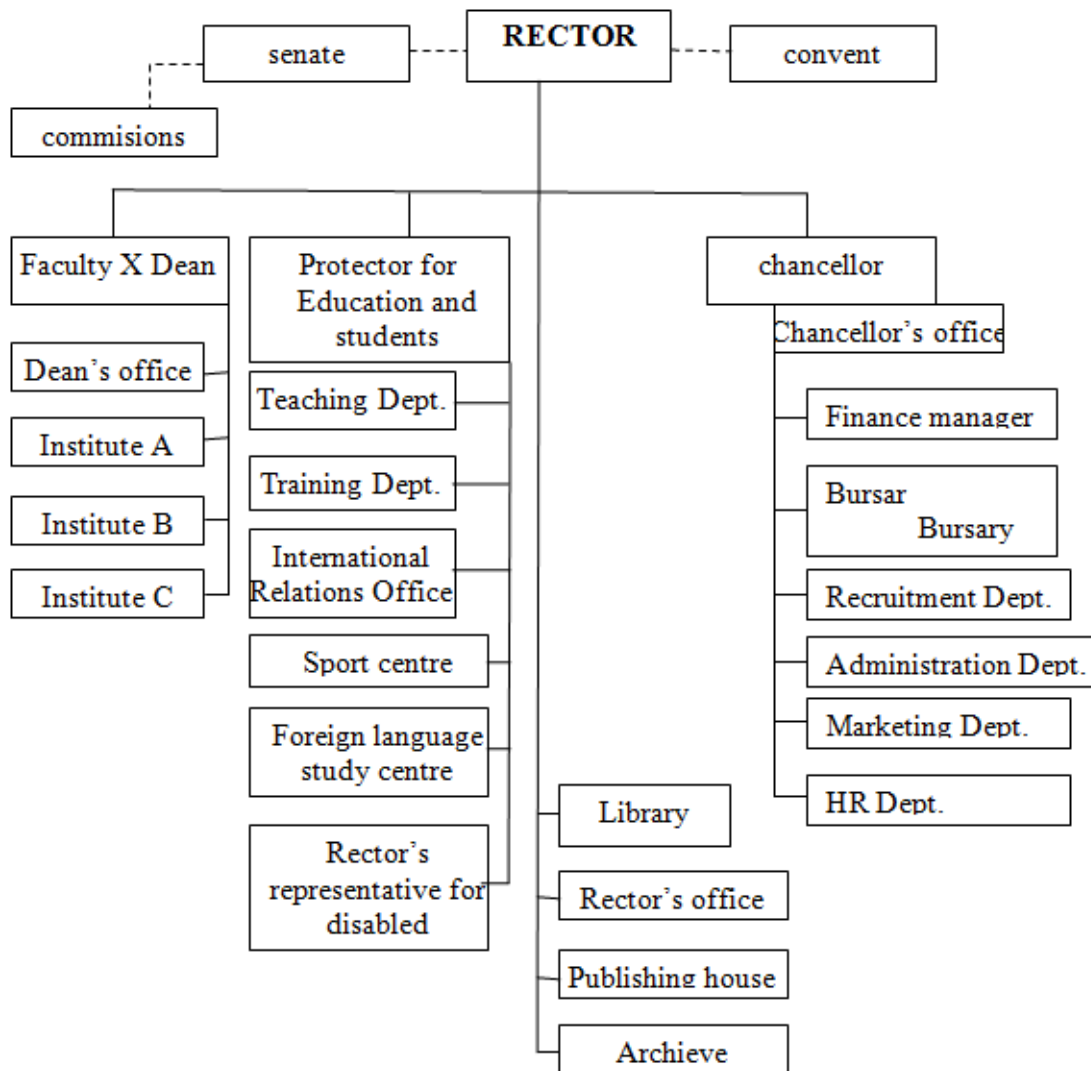 RECTOR
senate
convent
commisions
Faculty X Dean
Dean’s office
Institute A
Institute B
Institute C
Protector for
Education and
students
Teaching Dept.
Training Dept.
International
Relations Office
Sport centre
Foreign language
study centre
Rector’s
representative for
disabled
chancellor
Chancellor’s office
Finance manager
Bursar
Bursary
Recruitment Dept.
Administration Dept.
Marketing Dept.
HR Dept.
Library
Rector’s office
Publishing house
Archieve